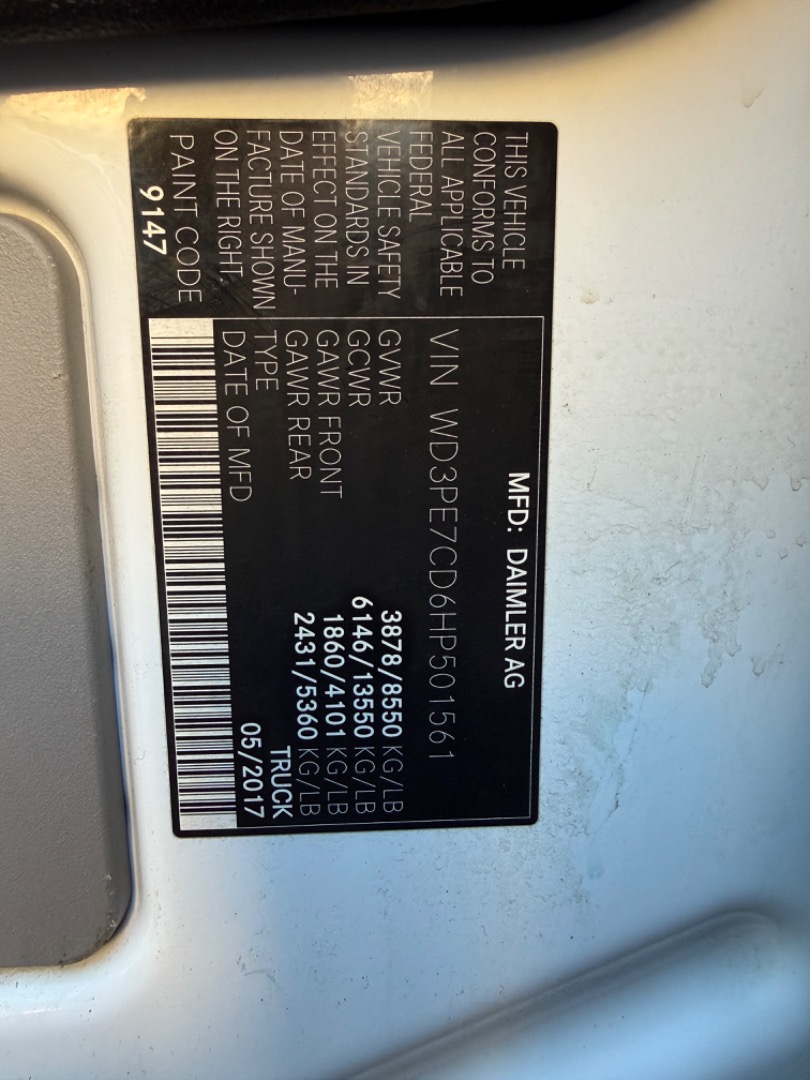 MFD: DAIMLER AG
VIN WD3PE7CD6HP501561
GVWR 3878/8550 KG/LB
GCWR 6146/13550 KG/LB
GAWR FRONT 1860/4101 KG/LB
GAWR REAR 2431/5360 KG/LB
TYPE TRUCK
DATE OF MFD 05/2017
THIS VEHICLE
CONFORMS TO
ALL APPLICABLE
FEDERAL
VEHICLE SAFETY
STANDARDS IN
EFFECT ON THE
DATE OF MANU-
FACTURE SHOWN
ON THE RIGHT
PAINT CODE
9147